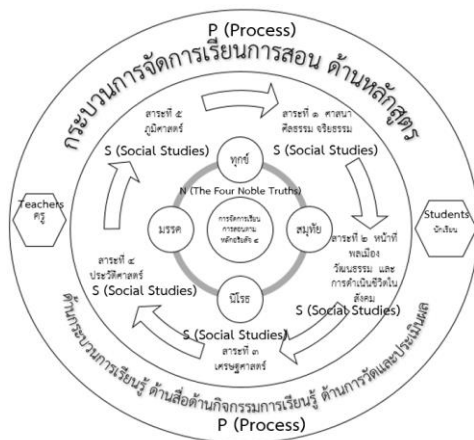 P (Process)
กระบวนการจัดการเรียนการสอน ด้านหลักสูตร
สาระที่ ๕
ภูมิศาสตร์
S (Social Studies)
สาระที่ ๑ ศาสนา
ศีลธรรม จริยธรรม
S (Social Studies)
ทุกข์
N (The Four Noble Truths)
Teachers
ครู
มรรค
การจัดการเรียน
การสอนตาม
หลักอริยสัจ ๔
สมุทัย
Students
นักเรียน
สาระที่ ๒ หน้าที่
พลเมือง
วัฒนธรรม และ
การดำเนินชีวิตใน
สังคม
S (Social Studies)
สาระที่ ๔
ประวัติศาสตร์
S (Social Studies)
นิโรธ
S (Social Studies)
สาระที่ ๓
เศรษฐศาสตร์
ด้านกระบวนการเรียนรู้ ด้านสื่อด้านกิจกรรมการเรียนรู้ ด้านการวัดและประเมินผล
P (Process)